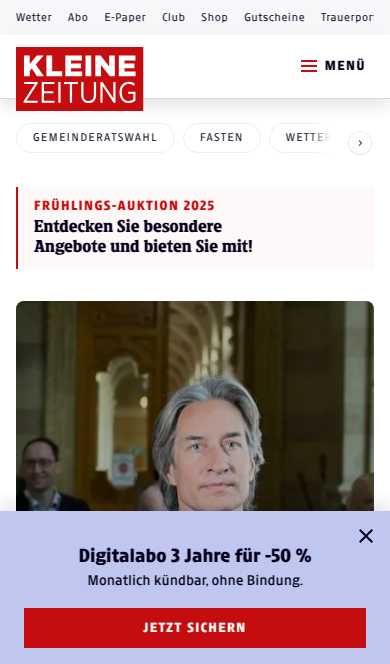 Wetter Abo E-Paper Club Shop Gutscheine Trauerpor
KLEINE
ZEITUNG
MENÜ
GEMEINDERATSWAHL FASTEN WETTER
FRÜHLINGS-AUKTION 2025
Entdecken Sie besondere
Angebote und bieten Sie mit!
Digitalabo 3 Jahre für -50 %
Monatlich kündbar, ohne Bindung.
JETZT SICHERN